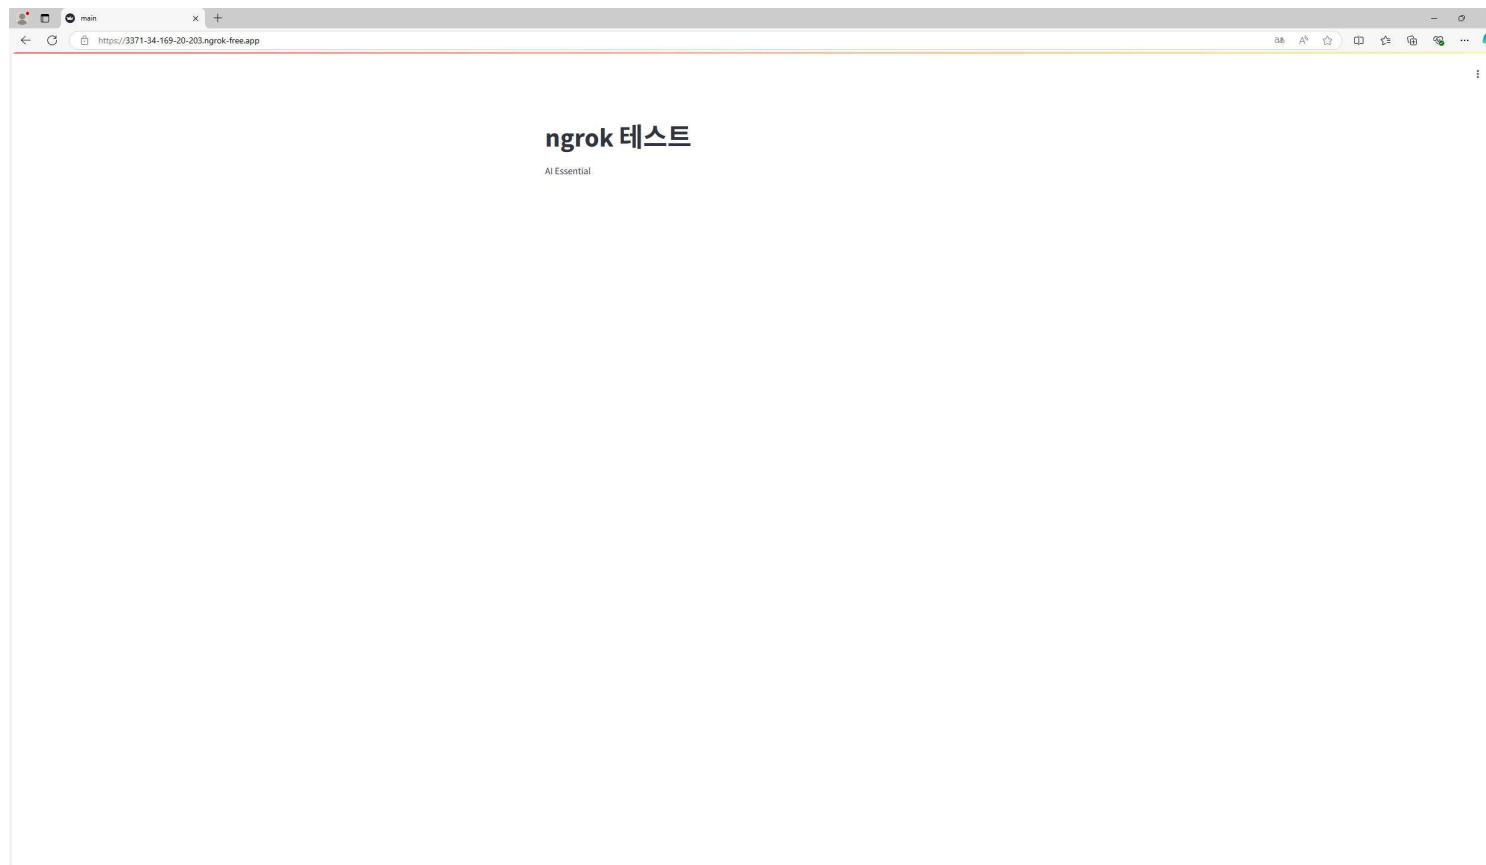 main
https://3371-34-169-20-203.ngrok-free.app
ngrok 테스트
AI Essential